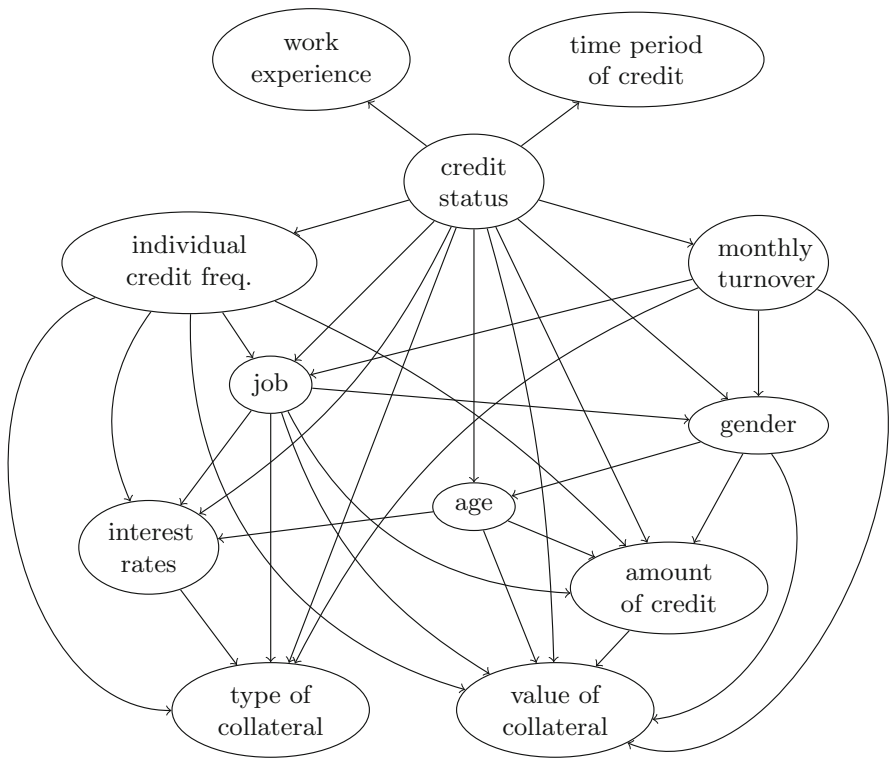 work
experience
time period
of credit
credit
status
individual
credit freq.
monthly
turnover
job
gender
age
interest
rates
amount
of credit
type of
collateral
value of
collateral